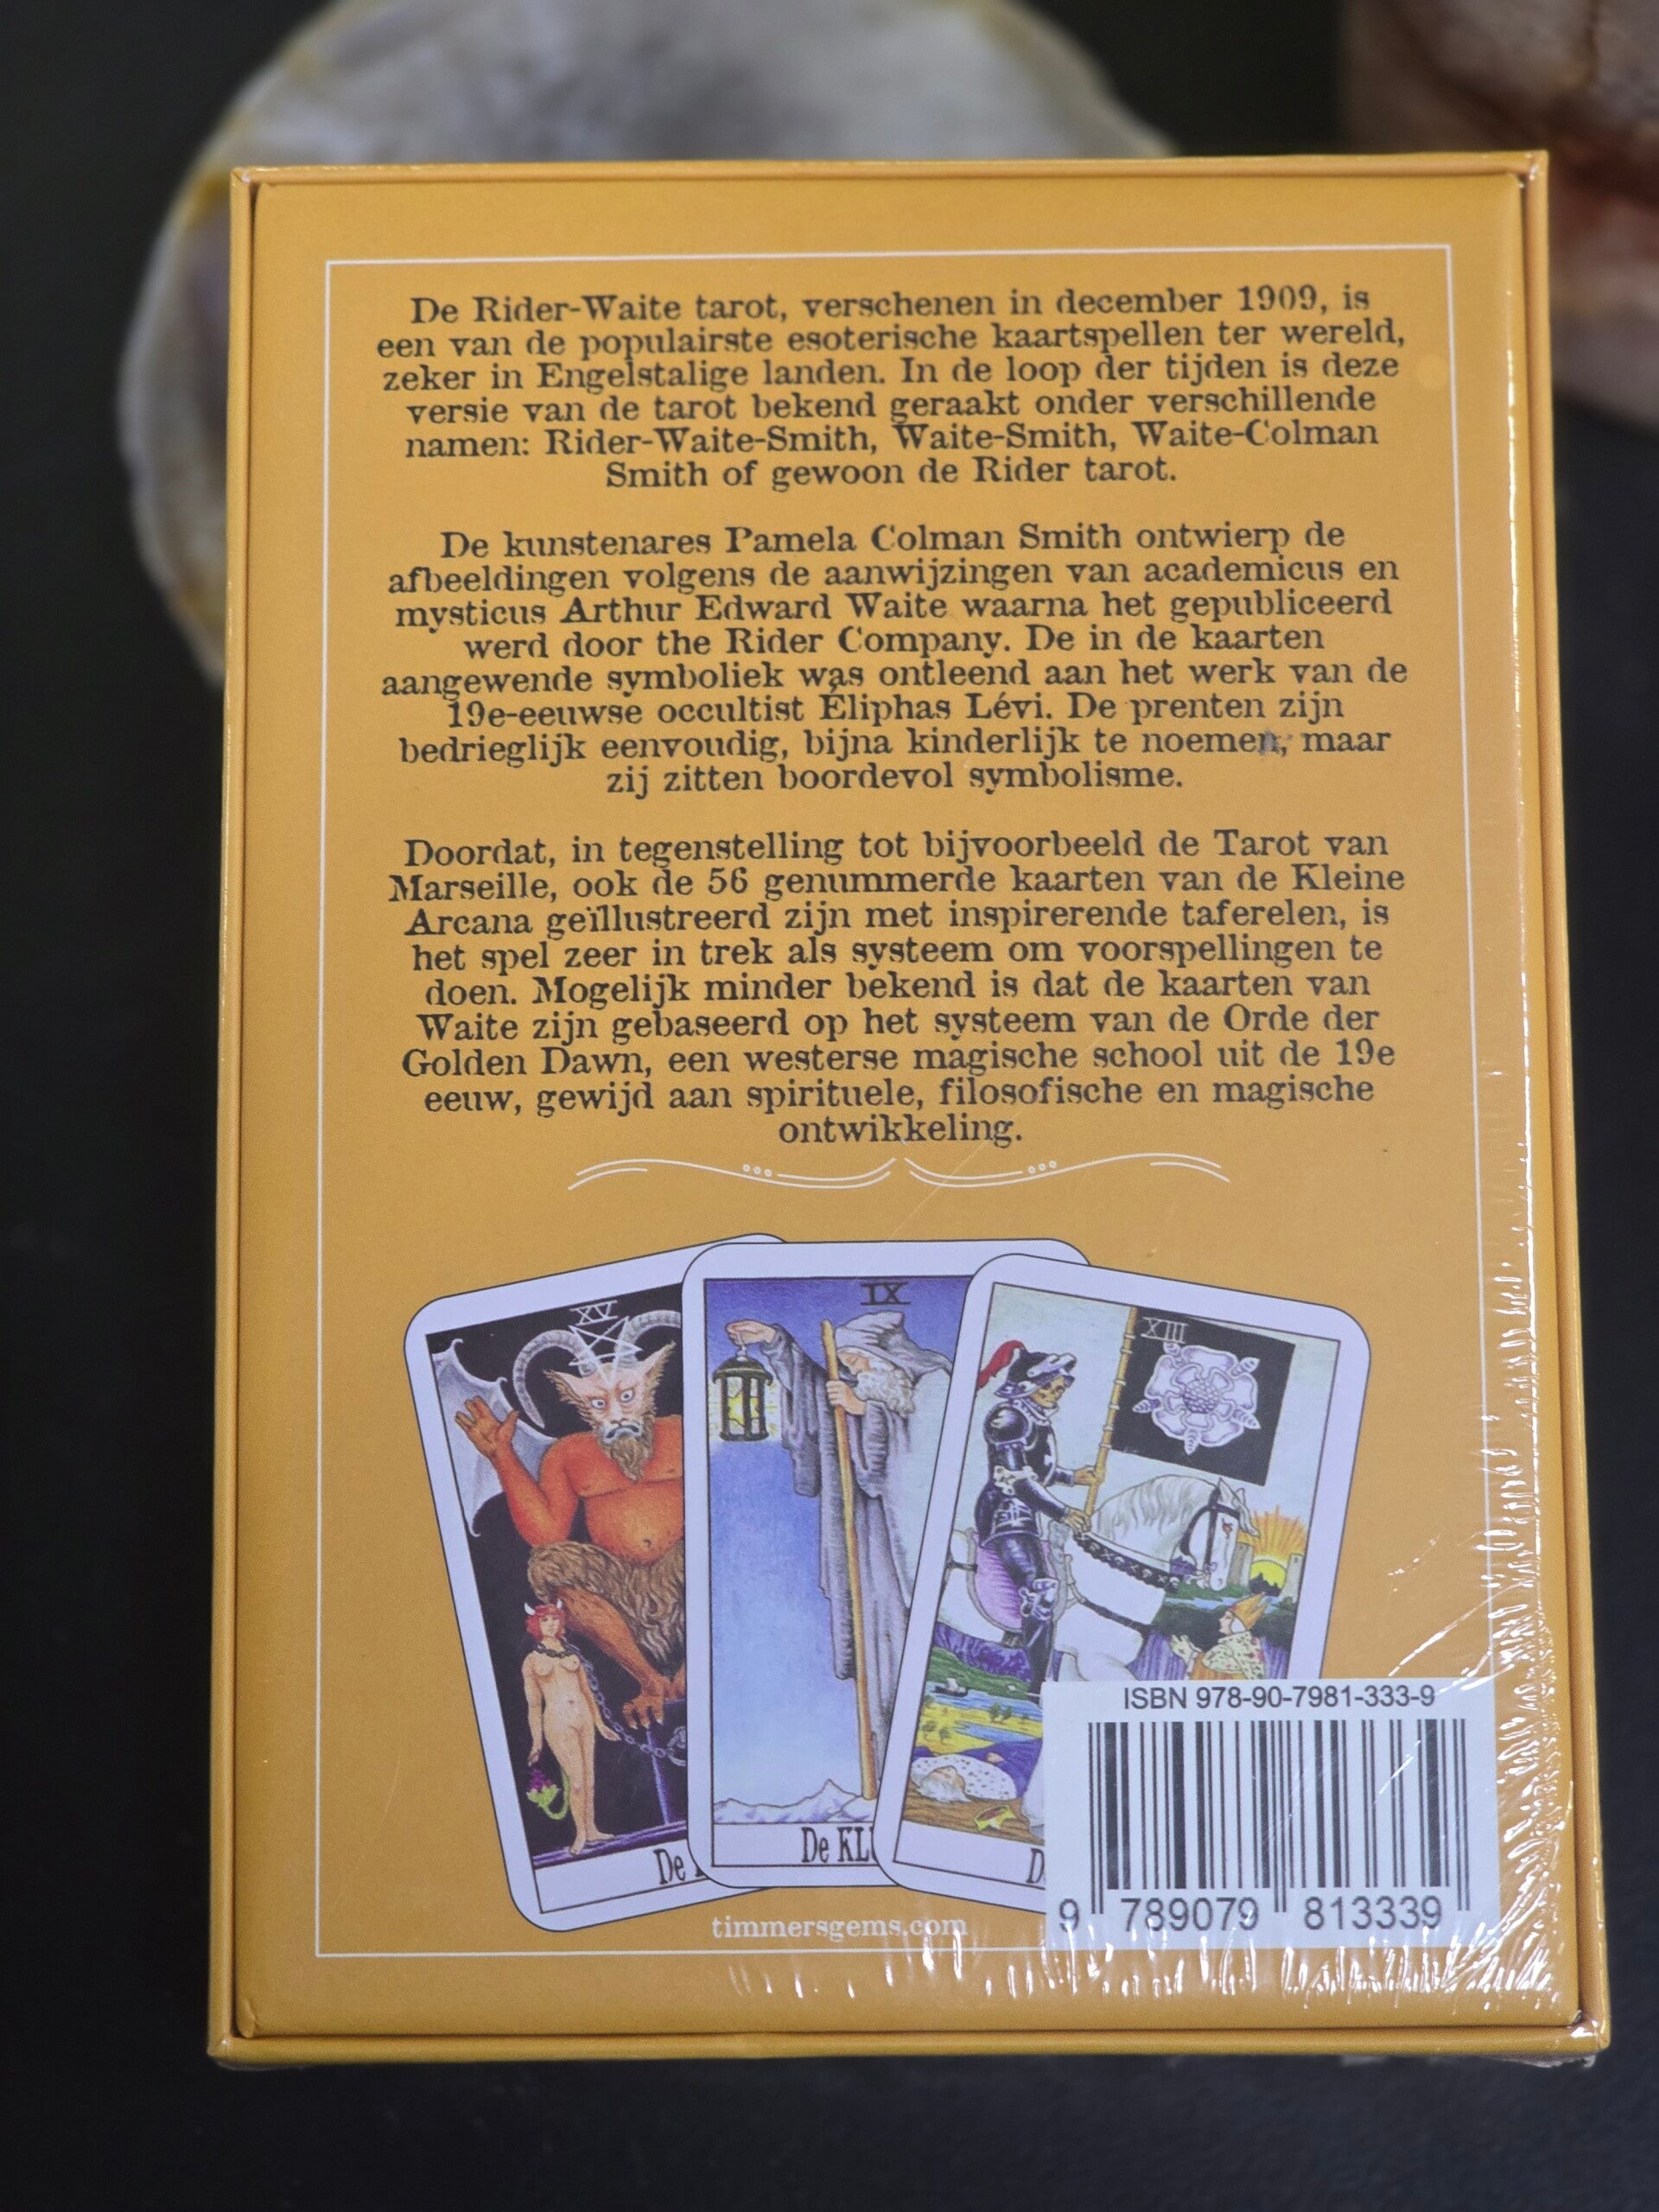 De Rider-Waite tarot, verschenen in december 1909, is
een van de populairste esoterische kaartspellen ter wereld,
zeker in Engelstalige landen. In de loop der tijden is deze
versie van de tarot bekend geraakt onder verschillende
namen: Rider-Waite-Smith, Waite-Smith, Waite-Colman
Smith of gewoon de Rider tarot.
De kunstenares Pamela Colman Smith ontwierp de
afbeeldingen volgens de aanwijzingen van academicus en
mysticus Arthur Edward Waite waarna het gepubliceerd
werd door the Rider Company. De in de kaarten
aangewende symboliek was ontleend aan het werk van de
19e-eeuwse occultist Éliphas Lévi. De prenten zijn
bedrieglijk eenvoudig, bijna kinderlijk te noemen, maar
zij zitten boordevol symbolisme.
Doordat, in tegenstelling tot bijvoorbeeld de Tarot van
Marseille, ook de 56 genummerde kaarten van de Kleine
Arcana geïllustreerd zijn met inspirerende taferelen, is
het spel zeer in trek als systeem om voorspellingen te
doen. Mogelijk minder bekend is dat de kaarten van
Waite zijn gebaseerd op het systeem van de Orde der
Golden Dawn, een westerse magische school uit de 19e
eeuw, gewijd aan spirituele, filosofische en magische
ontwikkeling.
XV
IX
XIII
De
De KLU
D
ISBN 978-90-7981-333-9
9 789079 813339
timmersgems.com